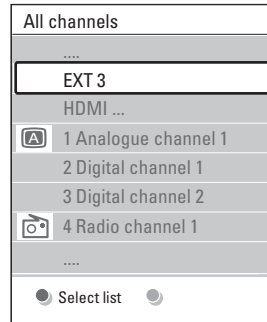 All channels
....
EXT 3
HDMI ...
A 1 Analogue channel 1
2 Digital channel 1
3 Digital channel 2
4 Radio channel 1
....
Select list